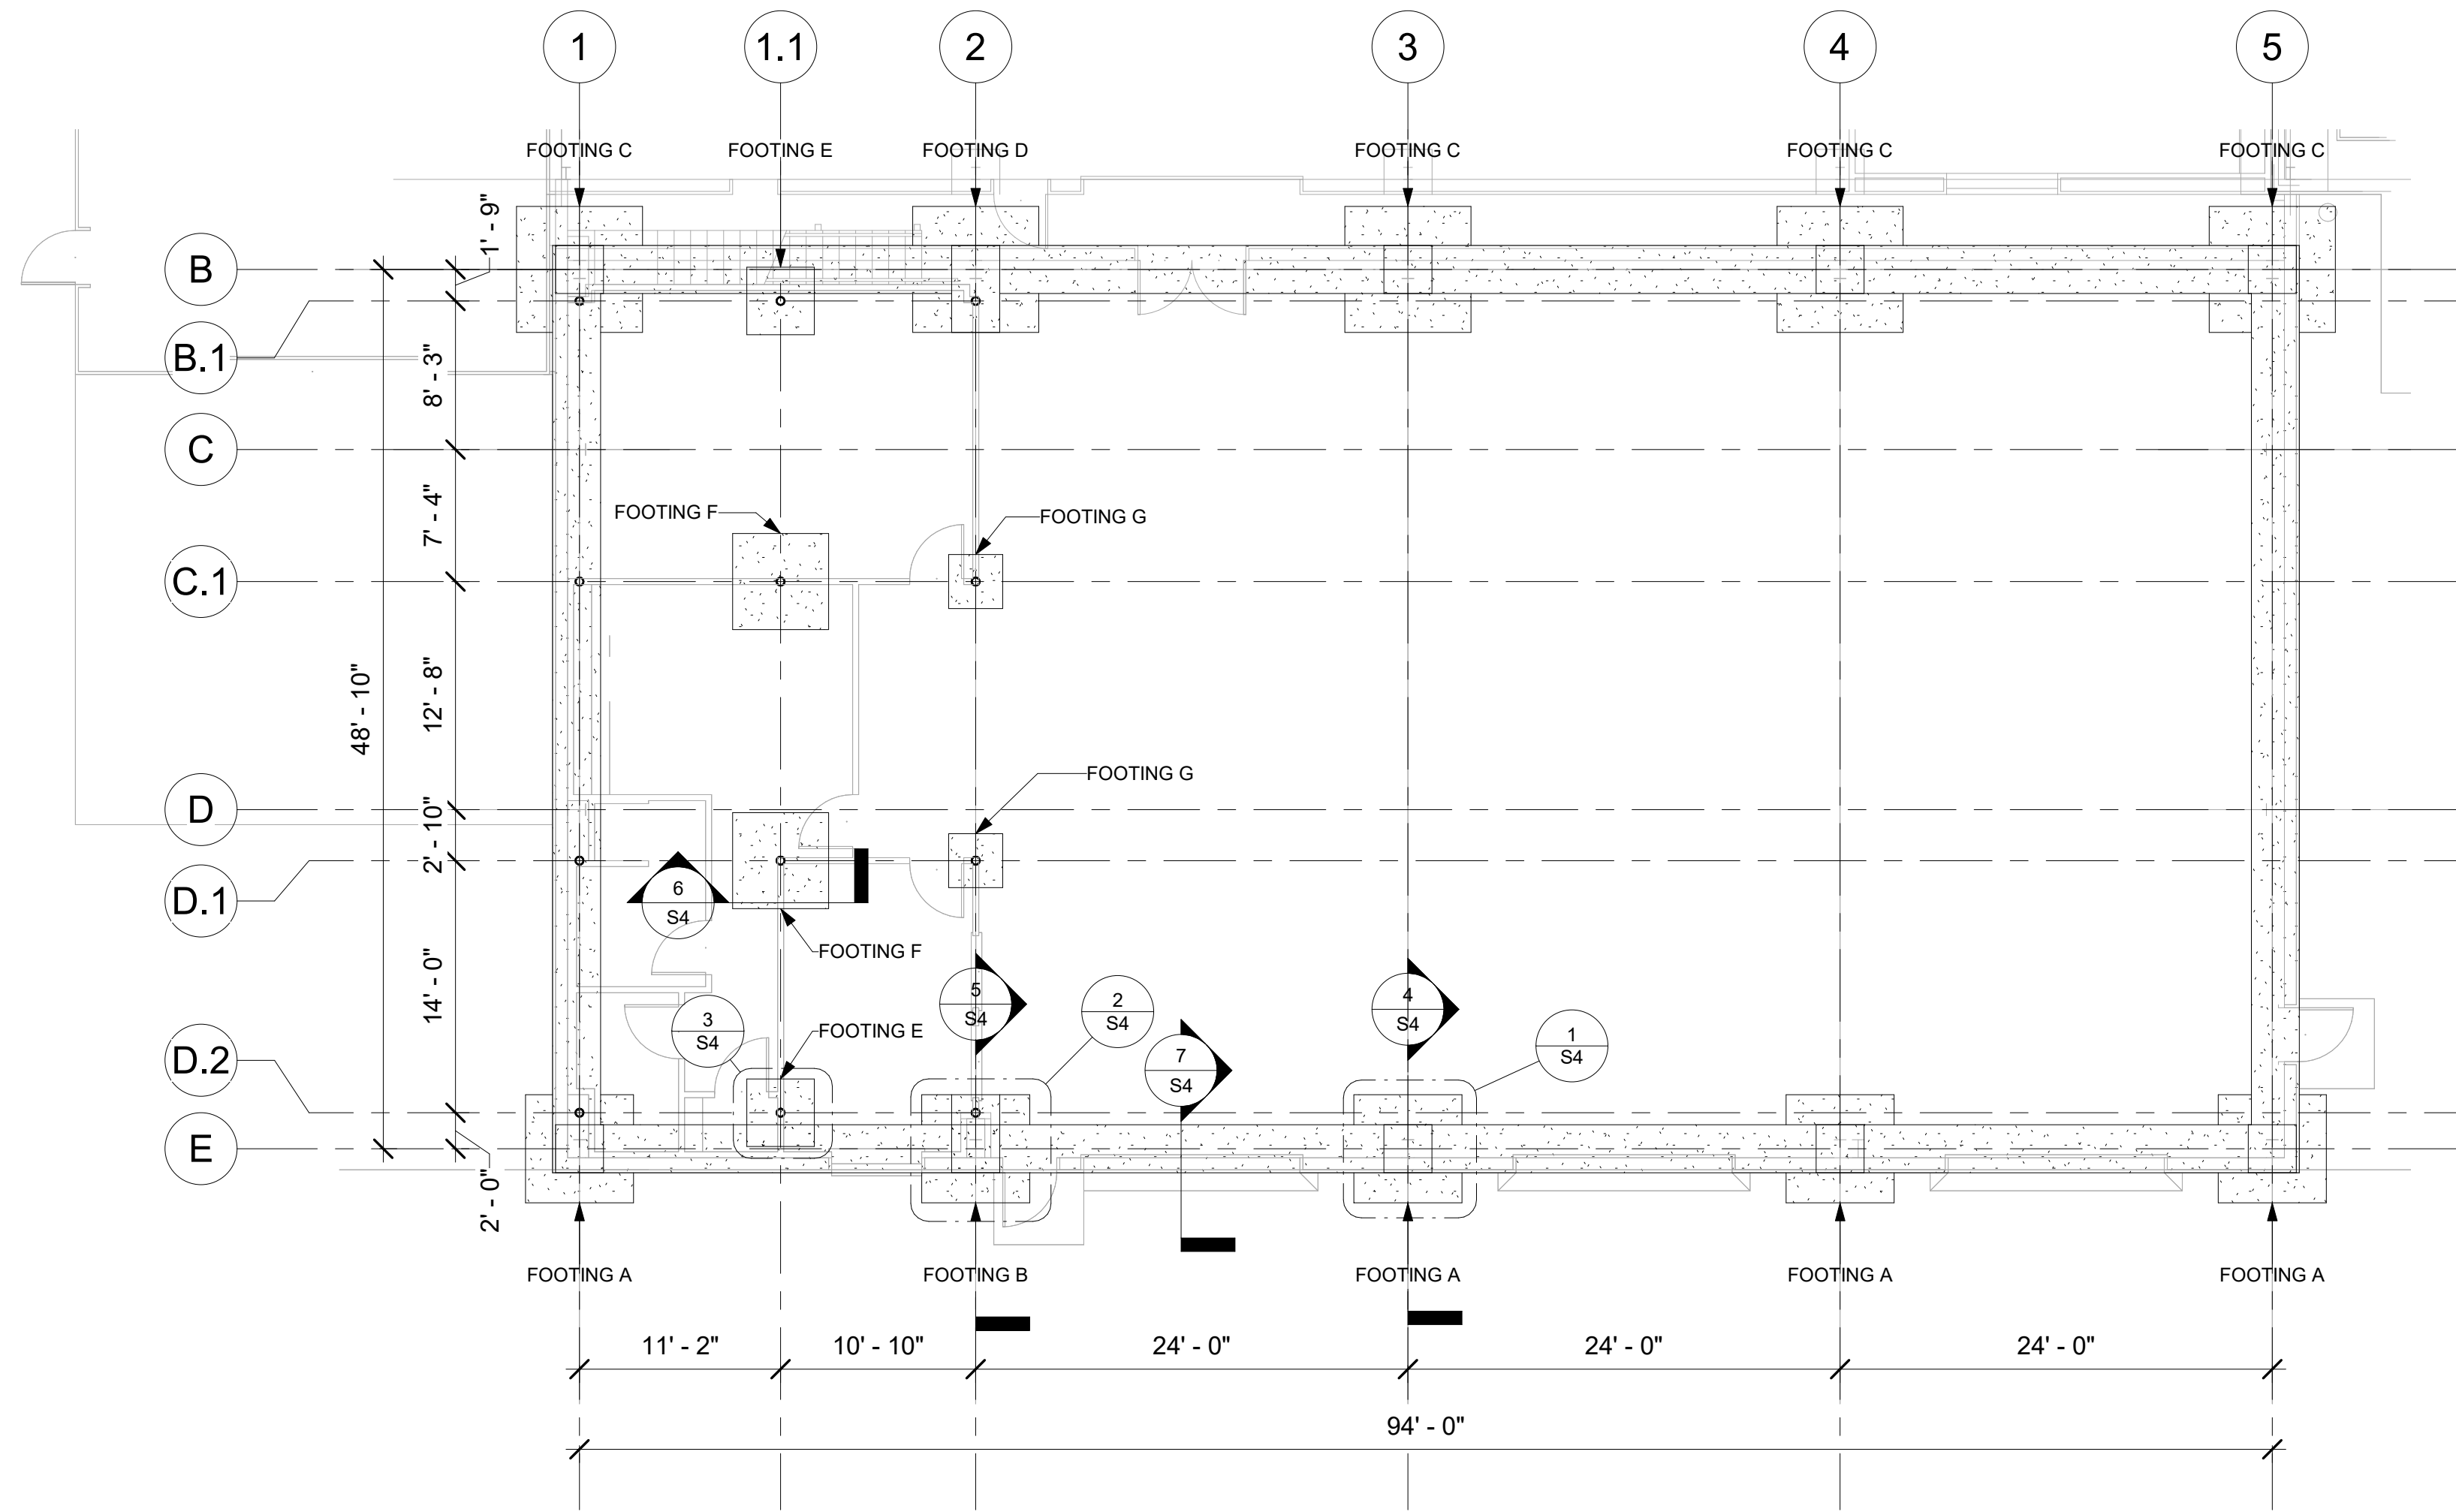 1
1.1
2
3
4
5
FOOTING C
FOOTING E
FOOTING D
FOOTING C
FOOTING C
FOOTING C
1' - 9"
B
B.1
8' - 3"
C
7' - 4"
FOOTING F
FOOTING G
C.1
48' - 10"
12' - 8"
FOOTING G
D
2' - 10"
D.1
6
S4
FOOTING F
14' - 0"
5
S4
2
S4
4
S4
3
S4
FOOTING E
7
S4
1
S4
D.2
E
2' - 0"
FOOTING A
FOOTING B
FOOTING A
FOOTING A
FOOTING A
11' - 2"
10' - 10"
24' - 0"
24' - 0"
24' - 0"
94' - 0"